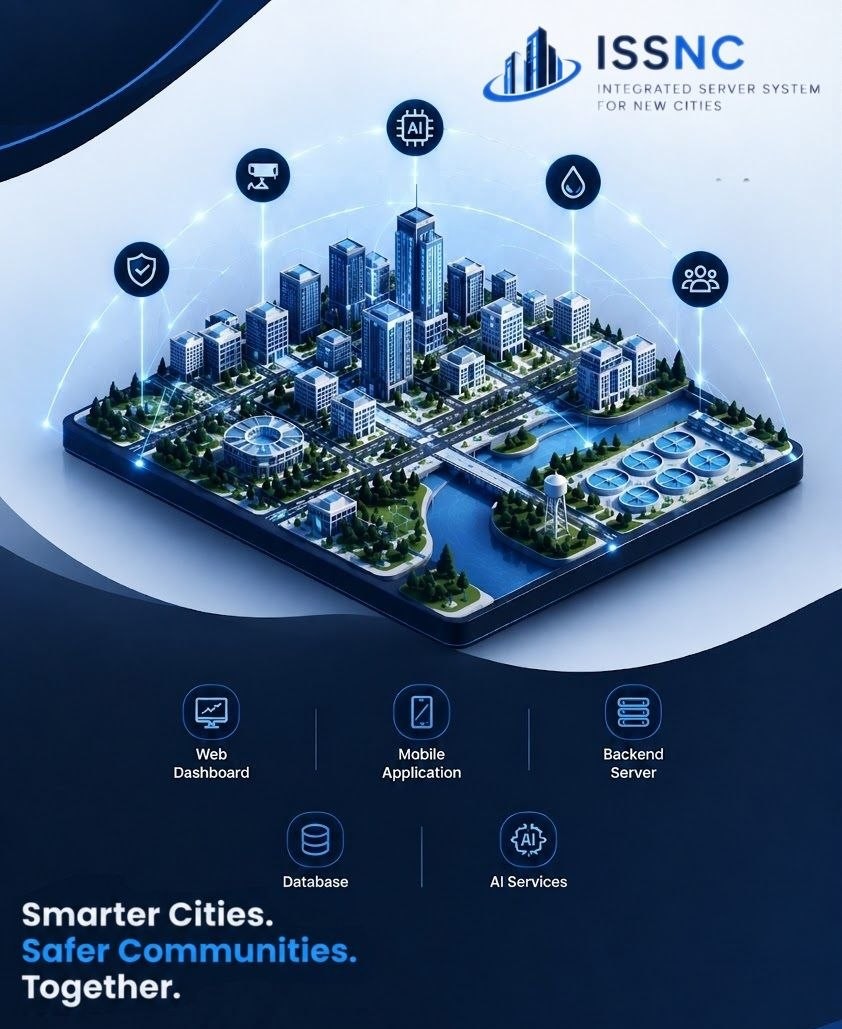 ISSNC
INTEGRATED SERVER SYSTEM
FOR NEW CITIES
AI
Web
Dashboard
Mobile
Application
Backend
Server
AI
Database
AI Services
Smarter Cities.
Safer Communities.
Together.